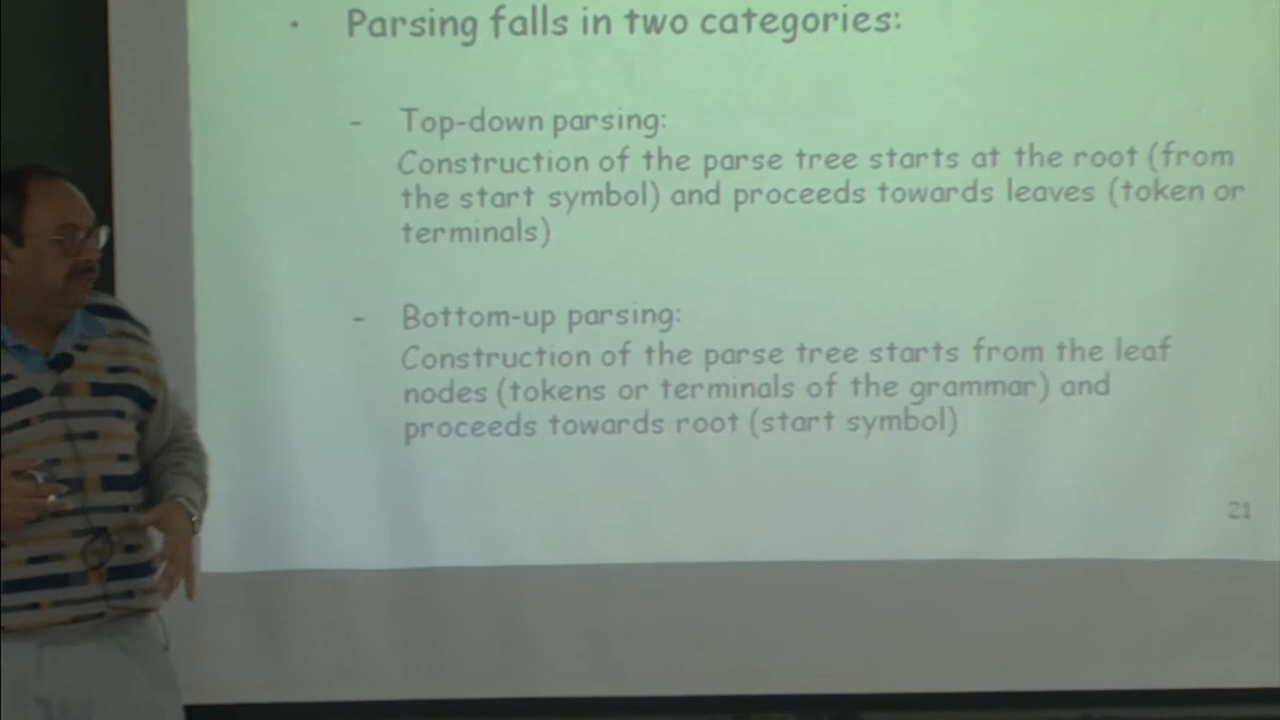 · Parsing falls in two categories:
- Top-down parsing:
Construction of the parse tree starts at the root (from
the start symbol) and proceeds towards leaves (token or
terminals)
- Bottom-up parsing:
Construction of the parse tree starts from the leaf
nodes (tokens or terminals of the grammar) and
proceeds towards root (start symbol)
21